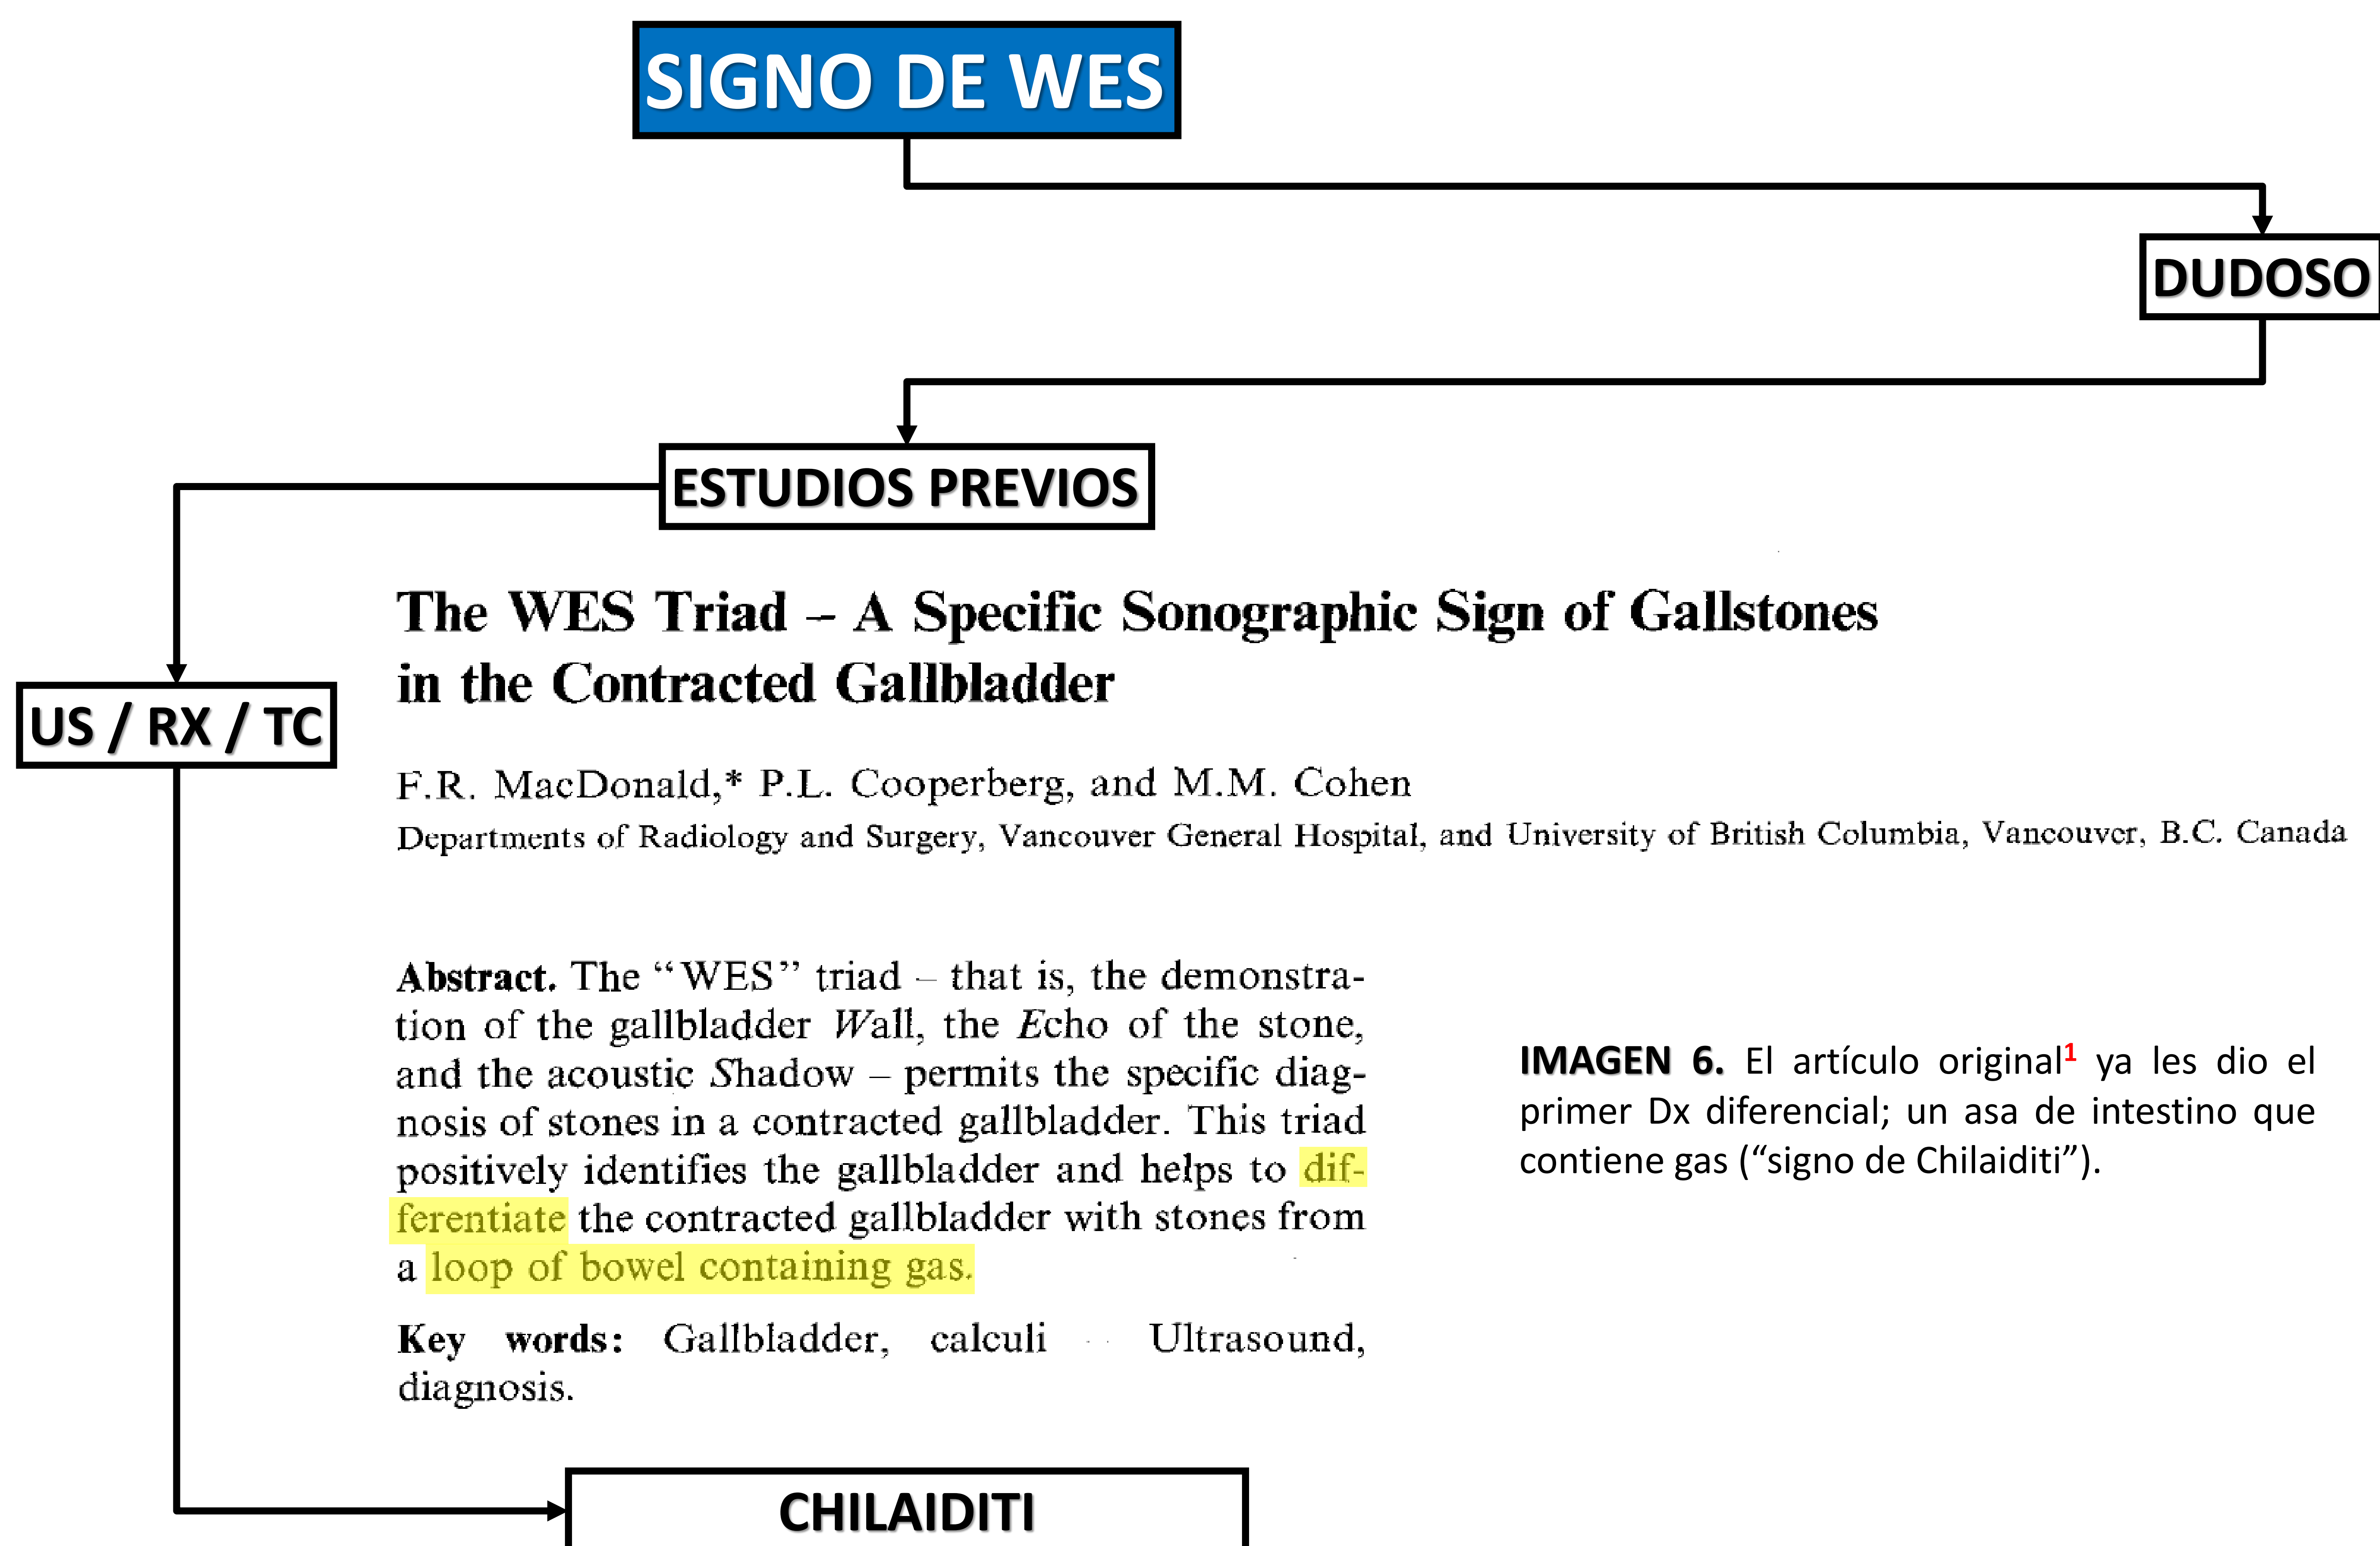 SIGNO DE WES
DUDOSO
ESTUDIOS PREVIOS
US / RX / TC
The WES Triad – A Specific Sonographic Sign of Gallstones
in the Contracted Gallbladder
F.R. MacDonald,* P.L. Cooperberg, and M.M. Cohen
Departments of Radiology and Surgery, Vancouver General Hospital, and University of British Columbia, Vancouver, B.C. Canada
Abstract. The “WES” triad – that is, the demonstra-
tion of the gallbladder Wall, the Echo of the stone,
and the acoustic Shadow – permits the specific diag-
nosis of stones in a contracted gallbladder. This triad
positively identifies the gallbladder and helps to dif-
ferentiate the contracted gallbladder with stones from
a loop of bowel containing gas.
Key words: Gallbladder, calculi - Ultrasound,
diagnosis.
IMAGEN 6. El artículo original1 ya les dio el
primer Dx diferencial; un asa de intestino que
contiene gas (“signo de Chilaiditi”).
CHILAIDITI